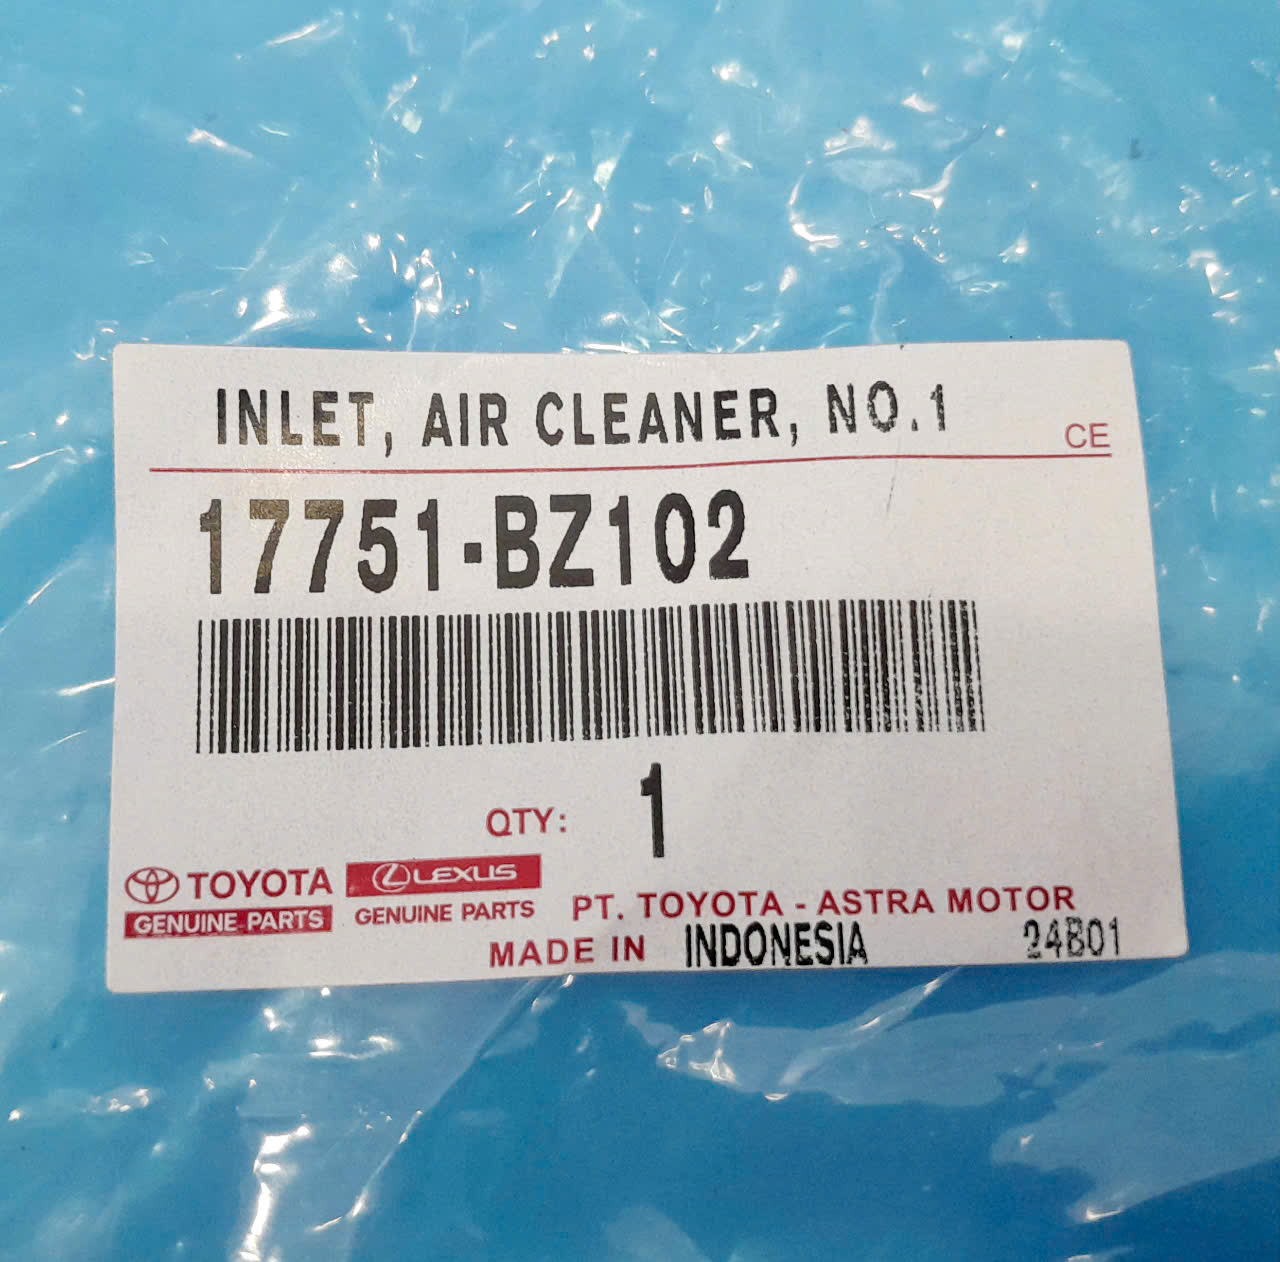 INLET, AIR CLEANER, NO.1
CE
17751-BZ102
QTY: 1
TOYOTA
GENUINE PARTS
LEXUS
GENUINE PARTS
PT. TOYOTA - ASTRA MOTOR
MADE IN INDONESIA 24B01